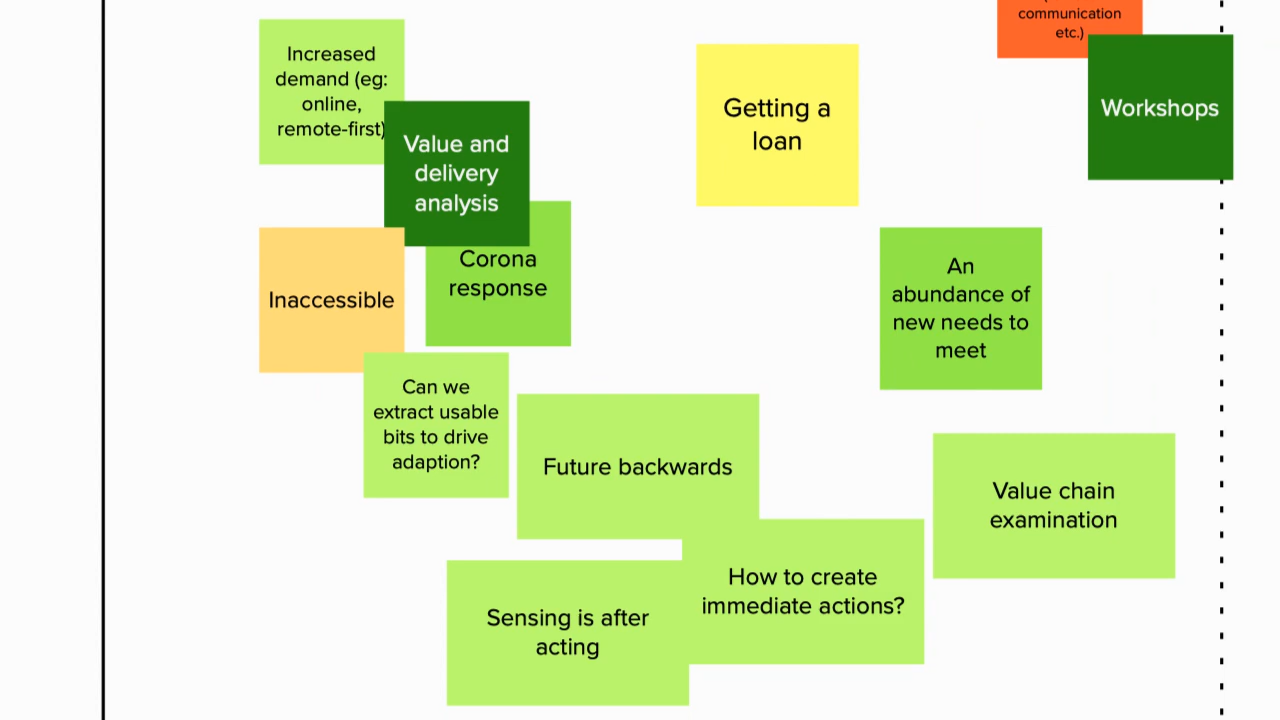 communication
etc.)
Increased
demand (eg:
online,
remote-first)
Getting a
loan
Workshops
Value and
delivery
analysis
Corona
response
Inaccessible
An
abundance of
new needs to
meet
Can we
extract usable
bits to drive
adaption?
Future backwards
Value chain
examination
How to create
immediate actions?
Sensing is after
acting